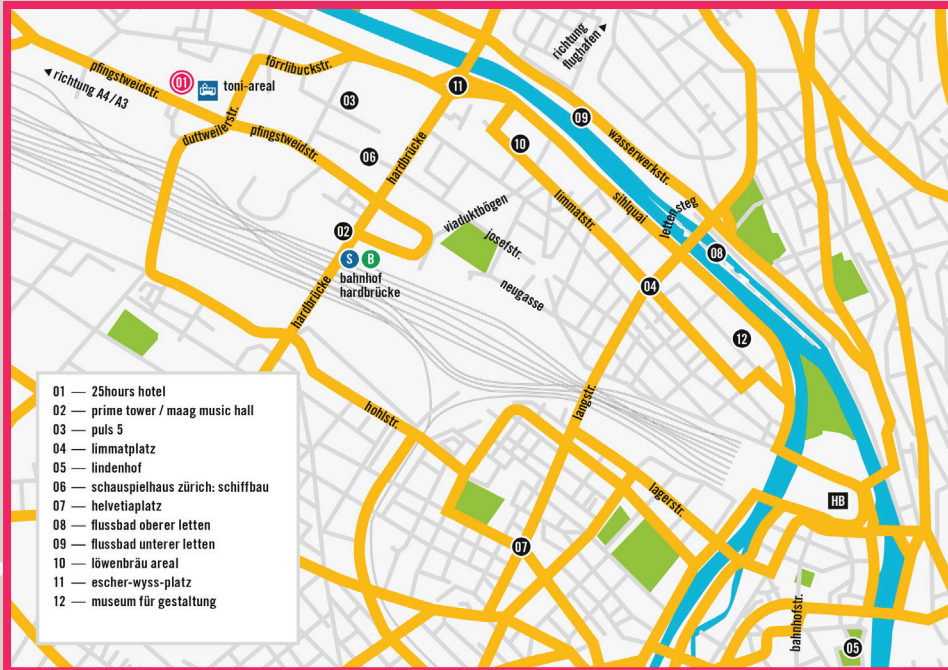 richtung
flughafen
pfingstweidstr.
richtung A4/A3
01
toni-areal
förrlibuckstr.
03
11
09
wasserwerkstr.
duttweilerstr.
pfingstweidstr.
06
hardbrücke
10
limmatstr.
sihlquai
lettensteg
08
viaduktbögen
josefstr.
neugasse
02
S
B
bahnhof
hardbrücke
hardbrücke
04
12
langstr.
hohlstr.
lagerstr.
HB
07
bahnhofstr.
05
01 — 25hours hotel
02 — prime tower / maag music hall
03 — puls 5
04 — limmatplatz
05 — lindenhof
06 — schauspielhaus zürich: schiffbau
07 — helvetiaplatz
08 — flussbad oberer letten
09 — flussbad unterer letten
10 — löwenbräu areal
11 — escher-wyss-platz
12 — museum für gestaltung